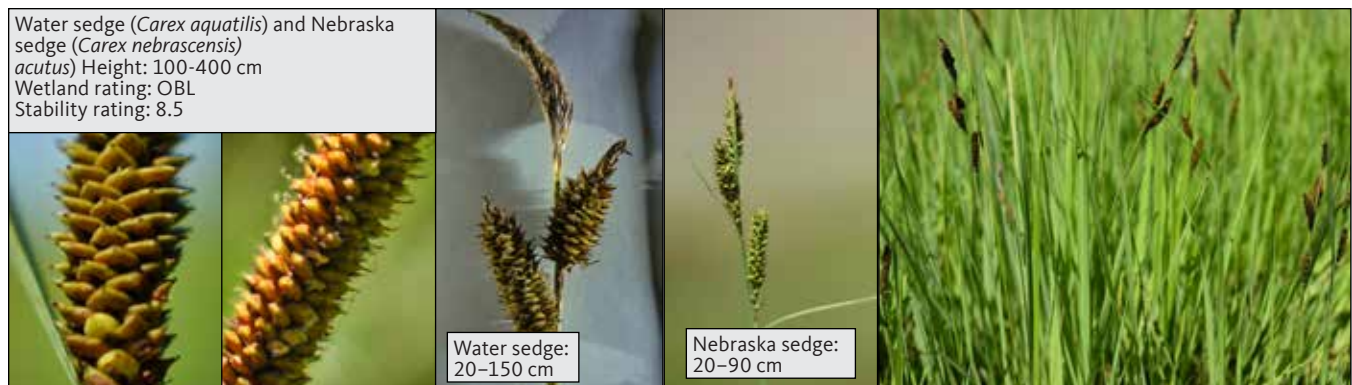 Water sedge (Carex aquatilis) and Nebraska
sedge (Carex nebrascensis)
acutus) Height: 100-400 cm
Wetland rating: OBL
Stability rating: 8.5
Water sedge:
20–150 cm
Nebraska sedge:
20–90 cm